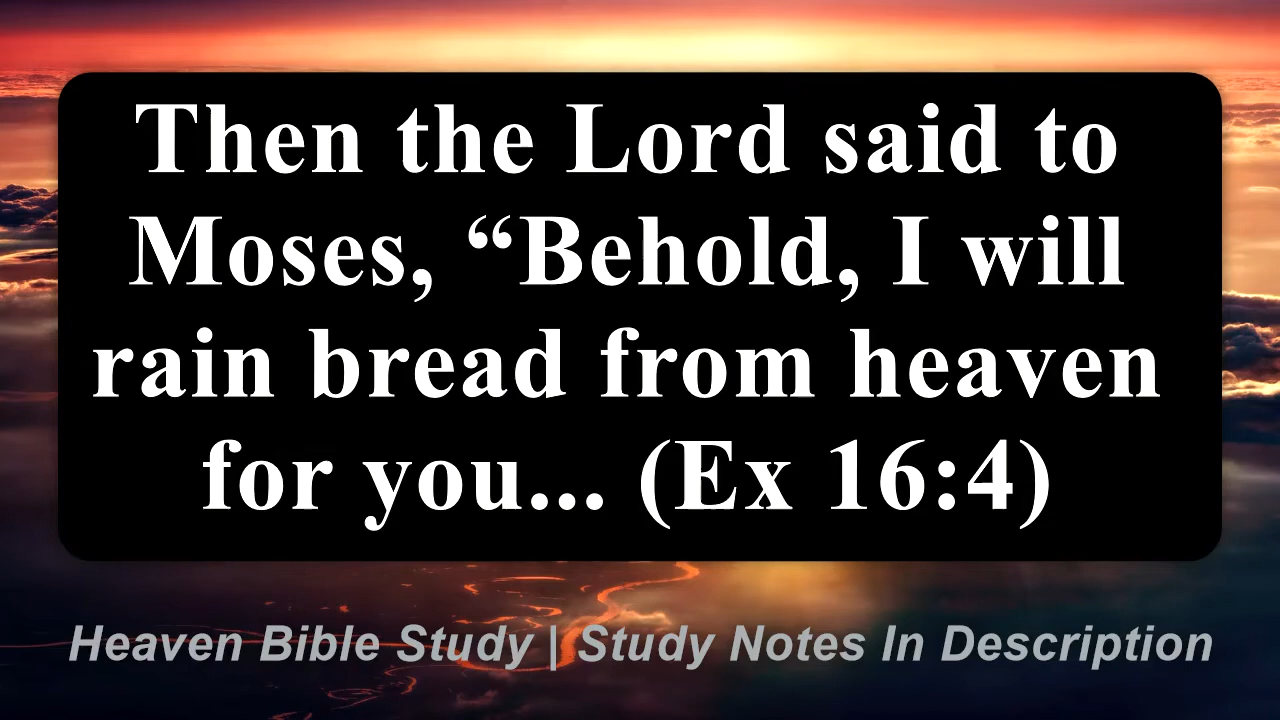 Then the Lord said to
Moses, “Behold, I will
rain bread from heaven
for you... (Ex 16:4)
Heaven Bible Study | Study Notes In Description